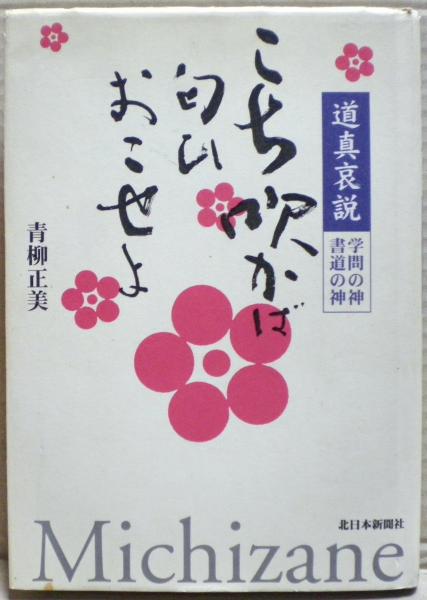 道真哀説
学問の神
書道の神
こち吹かば
匂ひ
おこせよ
青柳正美
北日本新聞社
Michizane